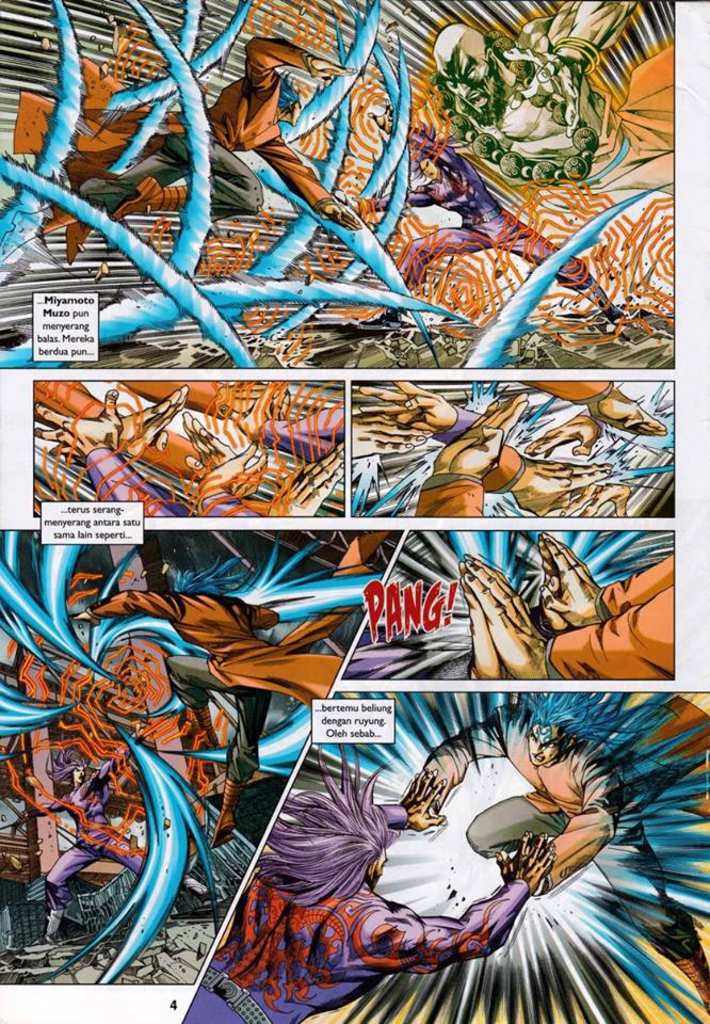 ...Miyamoto
Muzo pun
menyerang
balas. Mereka
berdua pun...
...terus serang-
menyerang antara satu
sama lain seperti...
PANG!
...bertemu beliung
dengan ruyung.
Oleh sebab...
4